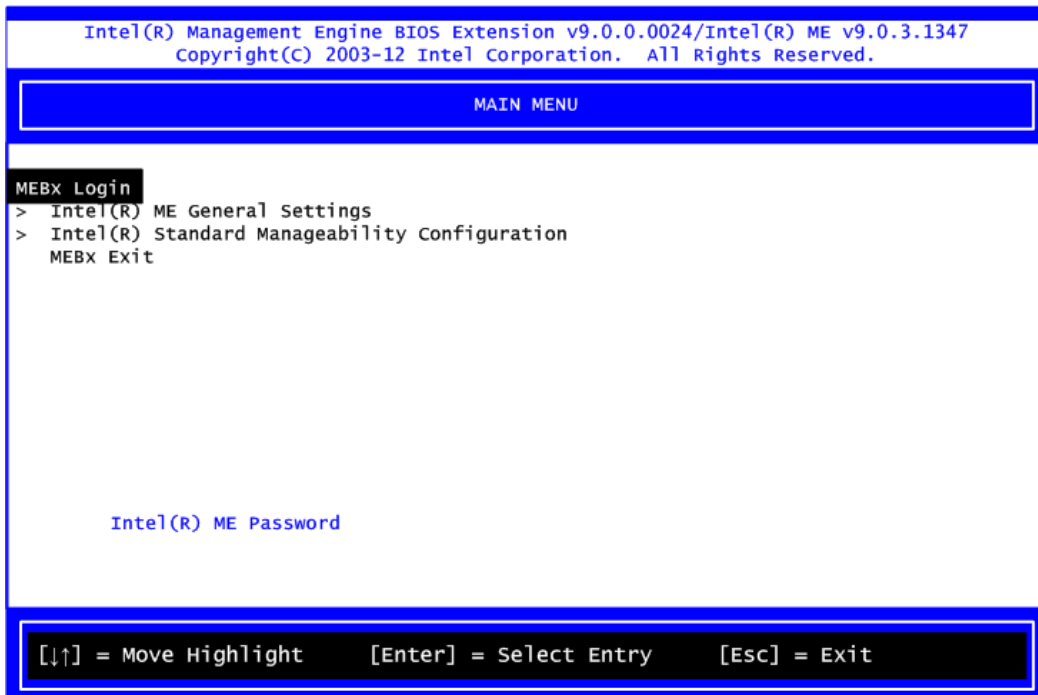 Intel(R) Management Engine BIOS Extension v9.0.0.0024/Intel(R) ME v9.0.3.1347
Copyright(C) 2003-12 Intel Corporation.  All Rights Reserved.
MAIN MENU
MEBx Login
>  Intel(R) ME General Settings
>  Intel(R) Standard Manageability Configuration
MEBx Exit
Intel(R) ME Password
[↓↑] = Move Highlight     [Enter] = Select Entry     [Esc] = Exit